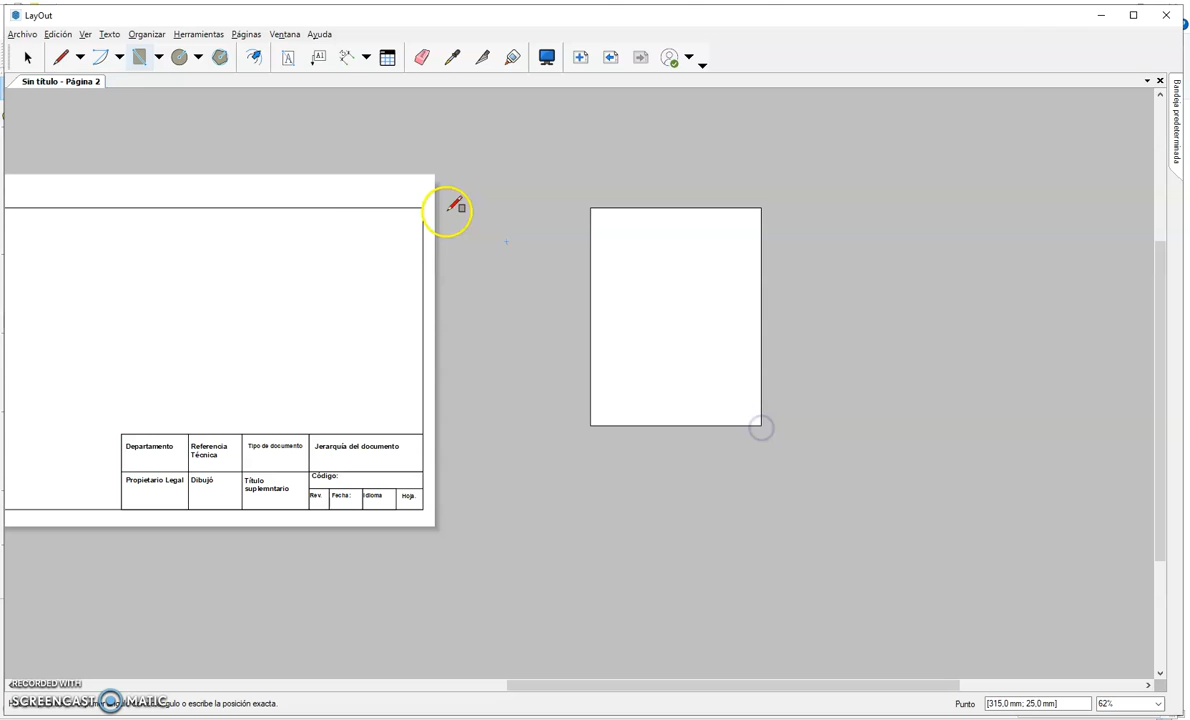 LayOut
Archivo Edición Ver Texto Organizar Herramientas Páginas Ventana Ayuda
A A1
Sin título - Página 2
Bandeja predeterminada
Departamento Referencia Técnica Tipo de documento Jerarquía del documento
Propietario Legal Dibujó Título suplemntario Código:
Rev. Fecha: Idioma Hoja.
RECORDED WITH
SCREENCAST MATIC
ulo o escribe la posición exacta.
Punto [315.0 mm; 25.0 mm] 62%